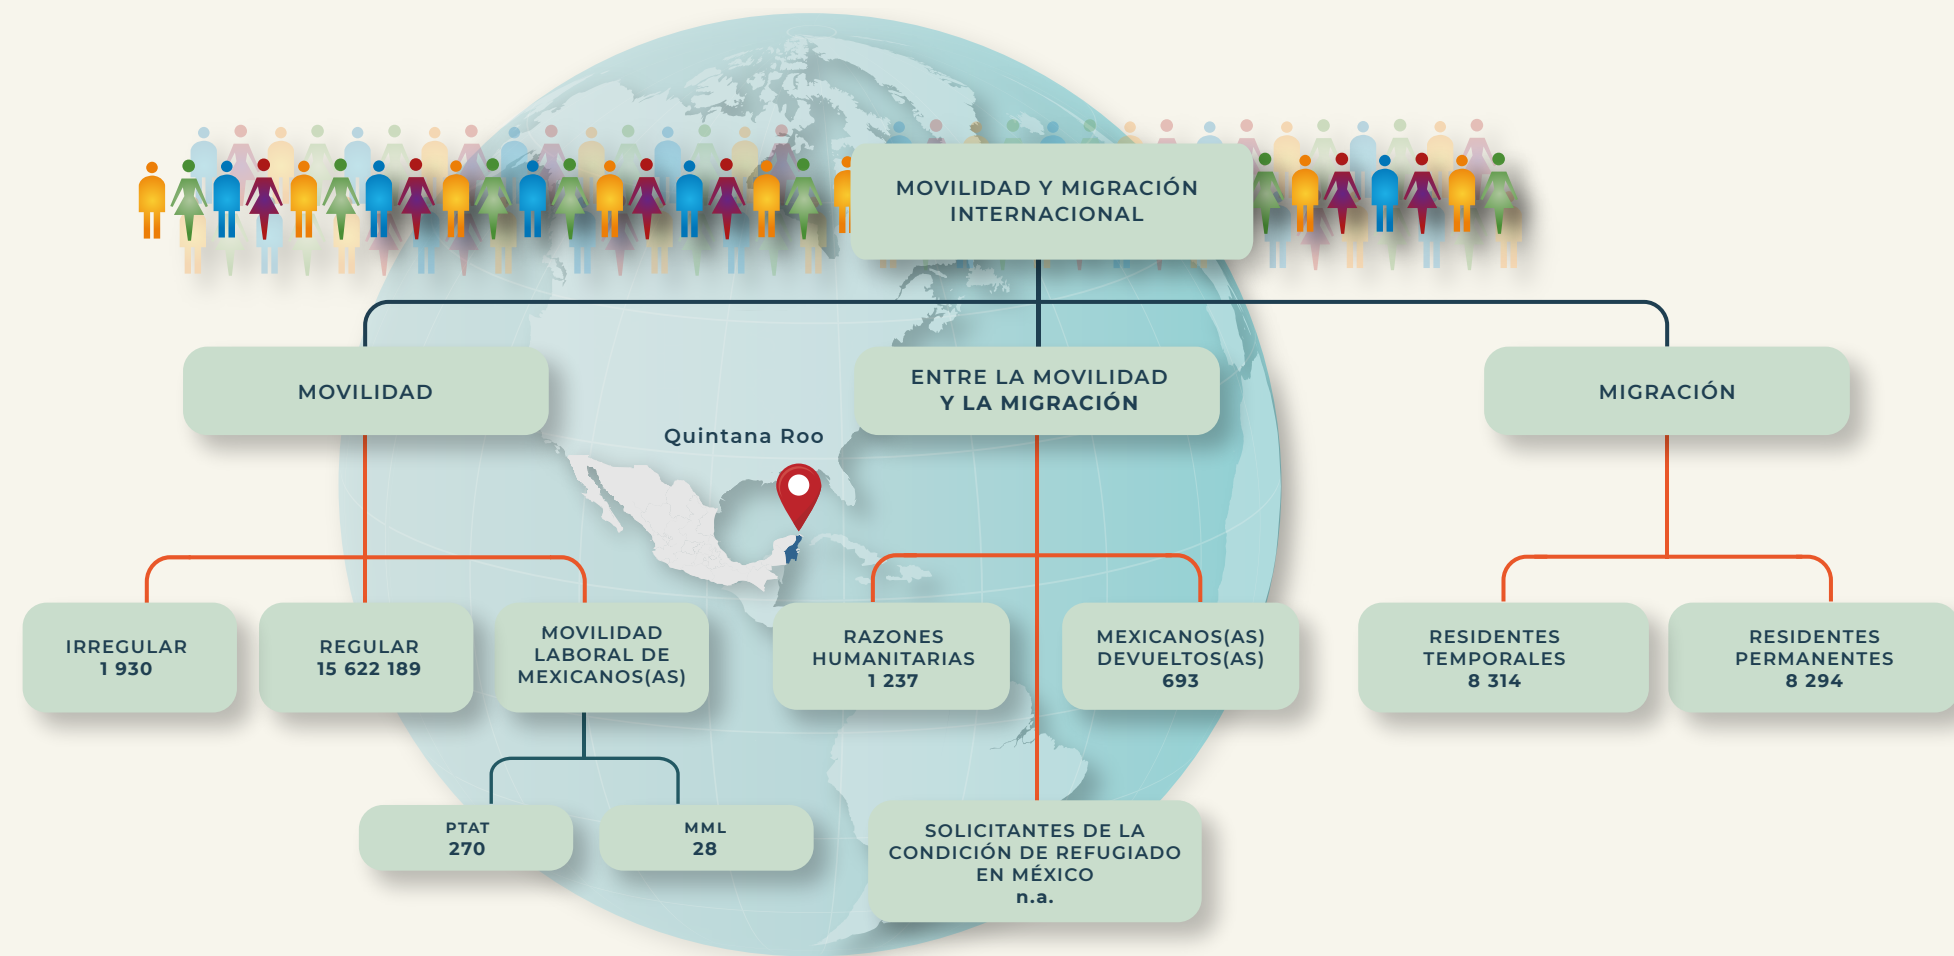 MOVILIDAD Y MIGRACIÓN
INTERNACIONAL
MOVILIDAD
ENTRE LA MOVILIDAD
Y LA MIGRACIÓN
MIGRACIÓN
Quintana Roo
IRREGULAR
1 930
REGULAR
15 622 189
MOVILIDAD
LABORAL DE
MEXICANOS(AS)
RAZONES
HUMANITARIAS
1 237
MEXICANOS(AS)
DEVUELTOS(AS)
693
RESIDENTES
TEMPORALES
8 314
RESIDENTES
PERMANENTES
8 294
PTAT
270
MML
28
SOLICITANTES DE LA
CONDICIÓN DE REFUGIADO
EN MÉXICO
n.a.